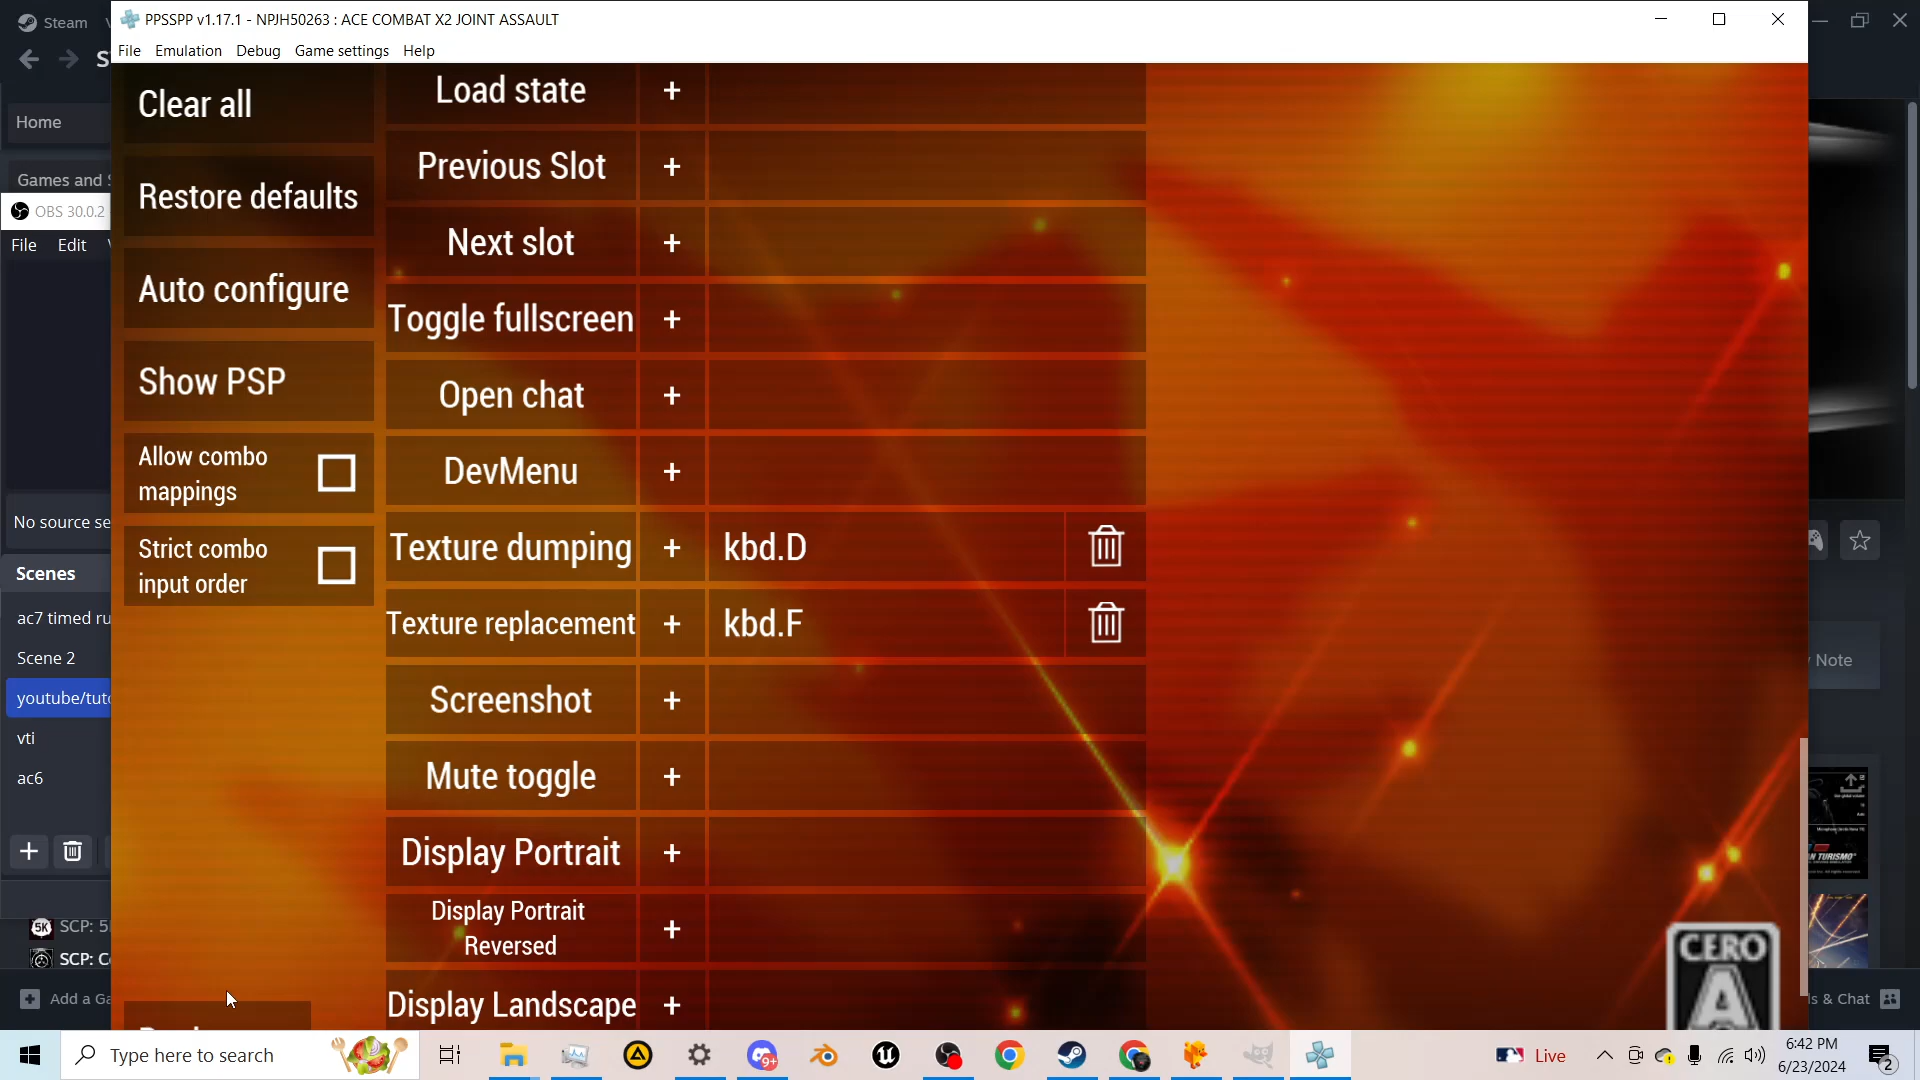 Steam
PPSSPP v1.17.1 - NPJH50263 : ACE COMBAT X2 JOINT ASSAULT
File Emulation Debug Game settings Help
Home
Games and
OBS 30.0.2
File Edit
No source se
Scenes
ac7 timed ru
Scene 2
youtube/tuto
vti
ac6
SCP: 5
SCP: C
Add a Ga
Clear all
Restore defaults
Auto configure
Show PSP
Allow combo
mappings
Strict combo
input order
Load state +
Previous Slot +
Next slot +
Toggle fullscreen +
Open chat +
DevMenu +
Texture dumping + kbd.D
Texture replacement + kbd.F
Screenshot +
Mute toggle +
Display Portrait +
Display Portrait
Reversed +
Display Landscape +
CERO
A
Note
TURISMO
s & Chat
Type here to search
9+
Live
6:42 PM
6/23/2024
2